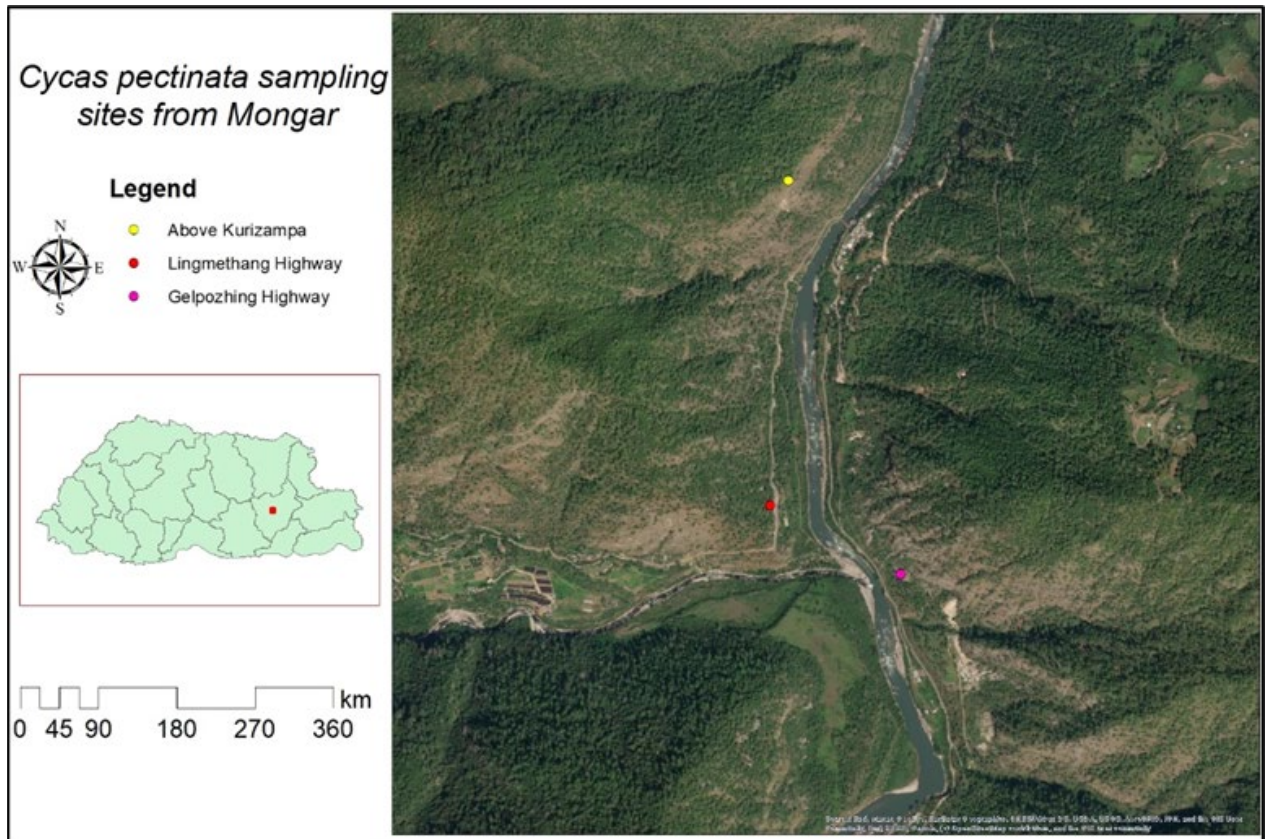 Cycas pectinata sampling
sites from Mongar
Legend
N
W E
S
Above Kurizampa
Lingmethang Highway
Gelpozhing Highway
km
0 45 90 180 270 360